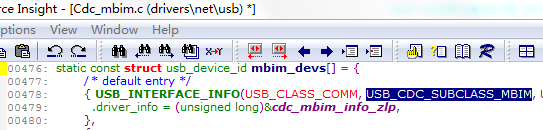 rce Insight - [Cdc_mbim.c (drivers\net\usb) *]
ptions View Window Help
00476: static const struct usb_device_id mbim_devs[] = {
00477: /* default entry */
00478: { USB_INTERFACE_INFO(USB_CLASS_COMM, USB_CDC_SUBCLASS_MBIM, U
00479: .driver_info = (unsigned long)&cdc_mbim_info_zlp,
00480: },